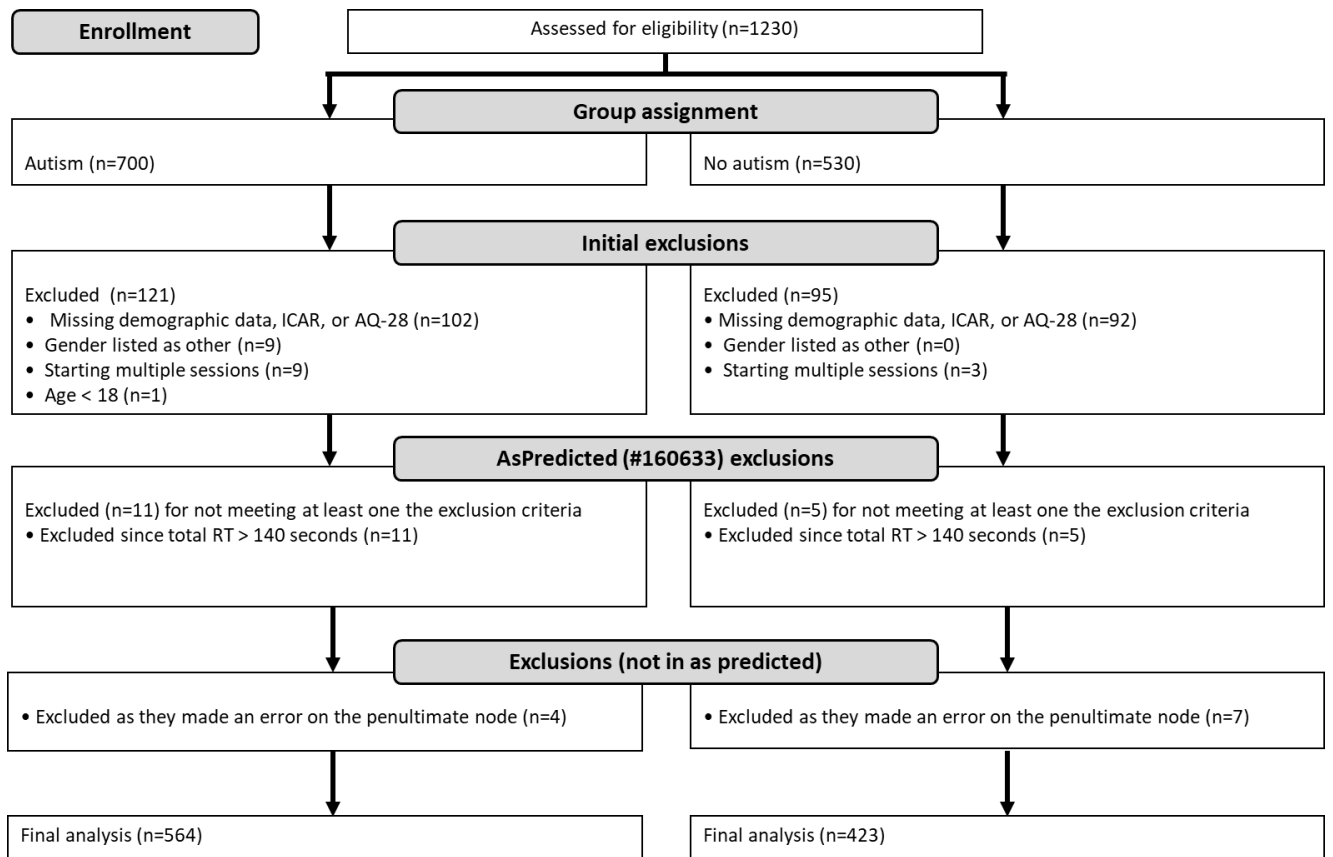 Enrollment
Assessed for eligibility (n=1230)
Group assignment
Autism (n=700)
No autism (n=530)
Initial exclusions
Excluded  (n=121)
•  Missing demographic data, ICAR, or AQ-28 (n=102)
• Gender listed as other (n=9)
• Starting multiple sessions (n=9)
• Age < 18 (n=1)
Excluded (n=95)
• Missing demographic data, ICAR, or AQ-28 (n=92)
• Gender listed as other (n=0)
• Starting multiple sessions (n=3)
AsPredicted (#160633) exclusions
Excluded (n=11) for not meeting at least one the exclusion criteria
• Excluded since total RT > 140 seconds (n=11)
Excluded (n=5) for not meeting at least one the exclusion criteria
• Excluded since total RT > 140 seconds (n=5)
Exclusions (not in as predicted)
• Excluded as they made an error on the penultimate node (n=4)
• Excluded as they made an error on the penultimate node (n=7)
Final analysis (n=564)
Final analysis (n=423)